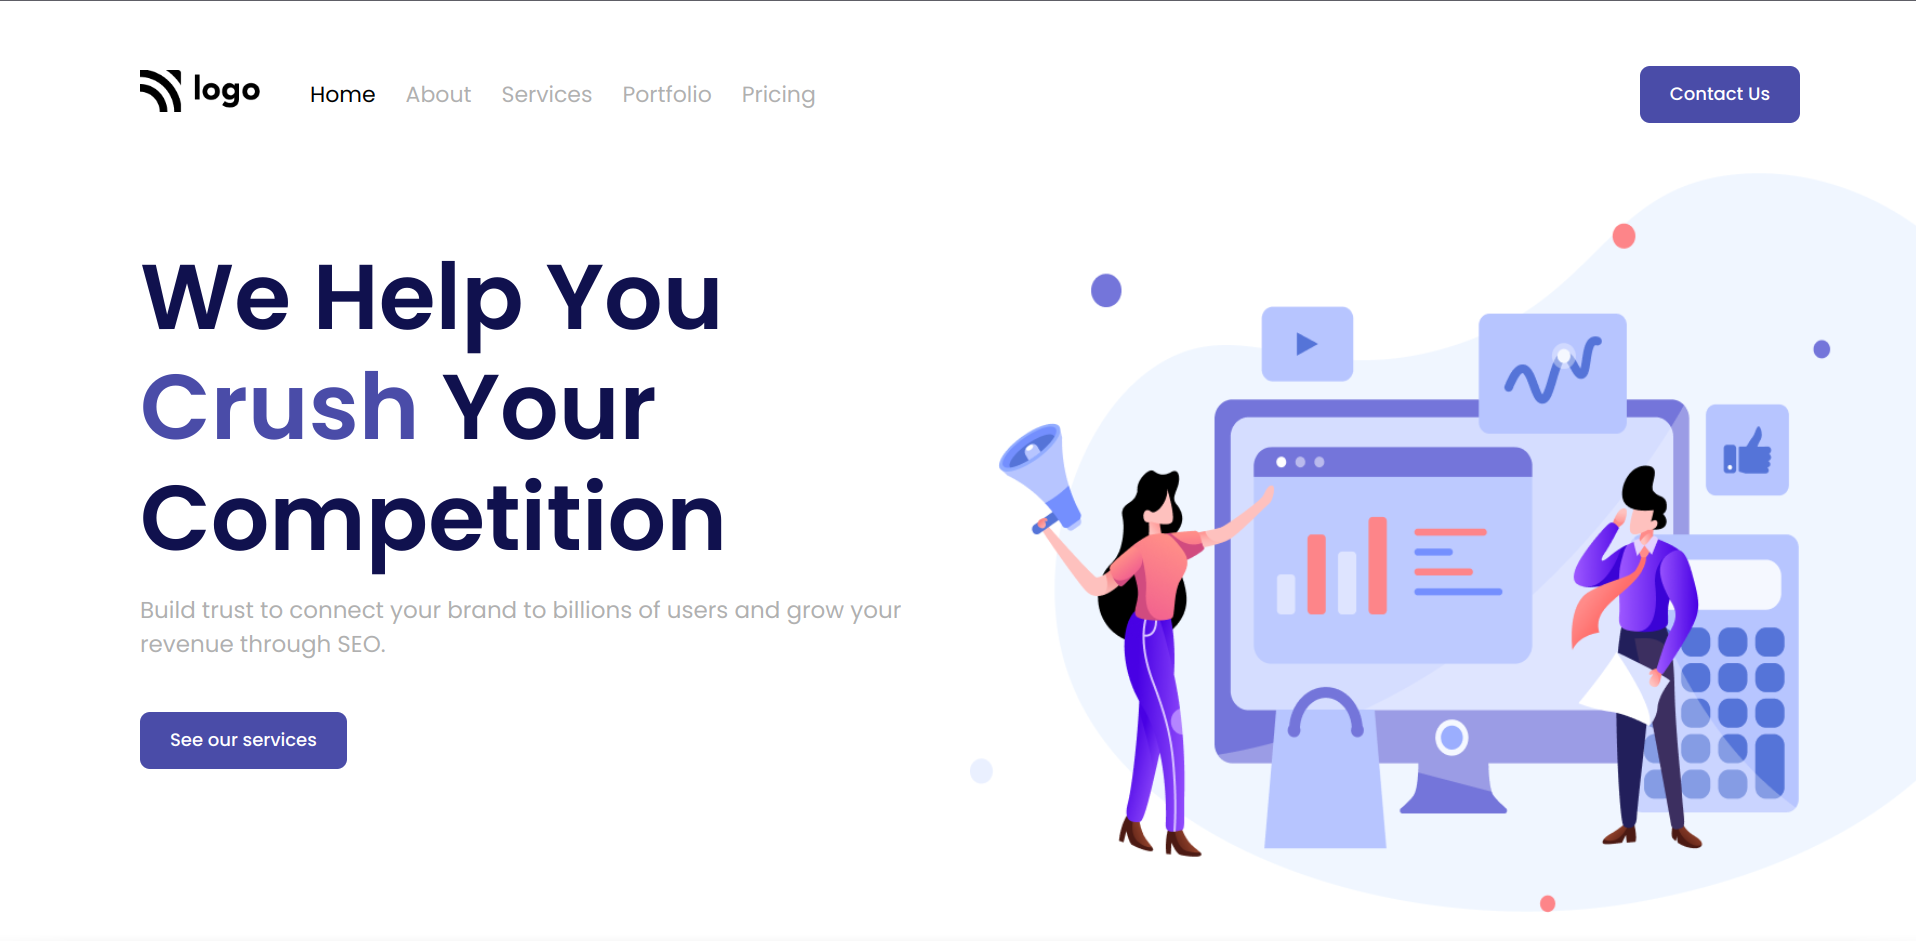 logo
Home About Services Portfolio Pricing
Contact Us
We Help You
Crush Your
Competition
Build trust to connect your brand to billions of users and grow your
revenue through SEO.
See our services